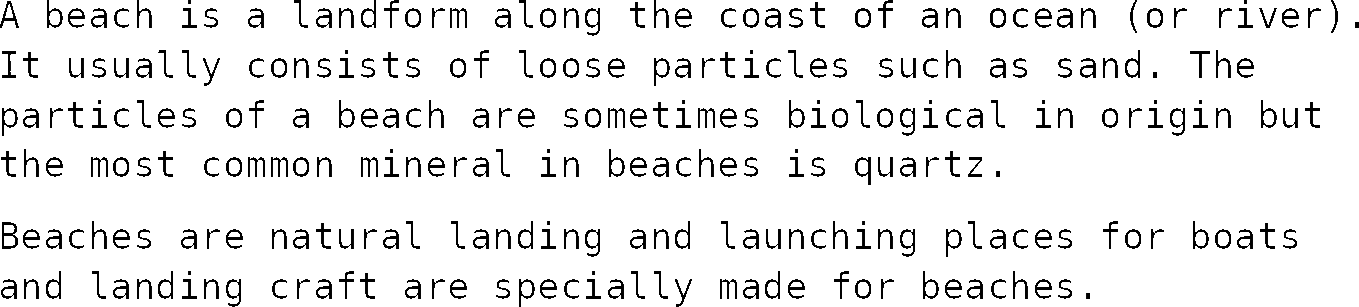 A beach is a landform along the coast of an ocean (or river).
It usually consists of loose particles such as sand. The
particles of a beach are sometimes biological in origin but
the most common mineral in beaches is quartz.
Beaches are natural landing and launching places for boats
and landing craft are specially made for beaches.